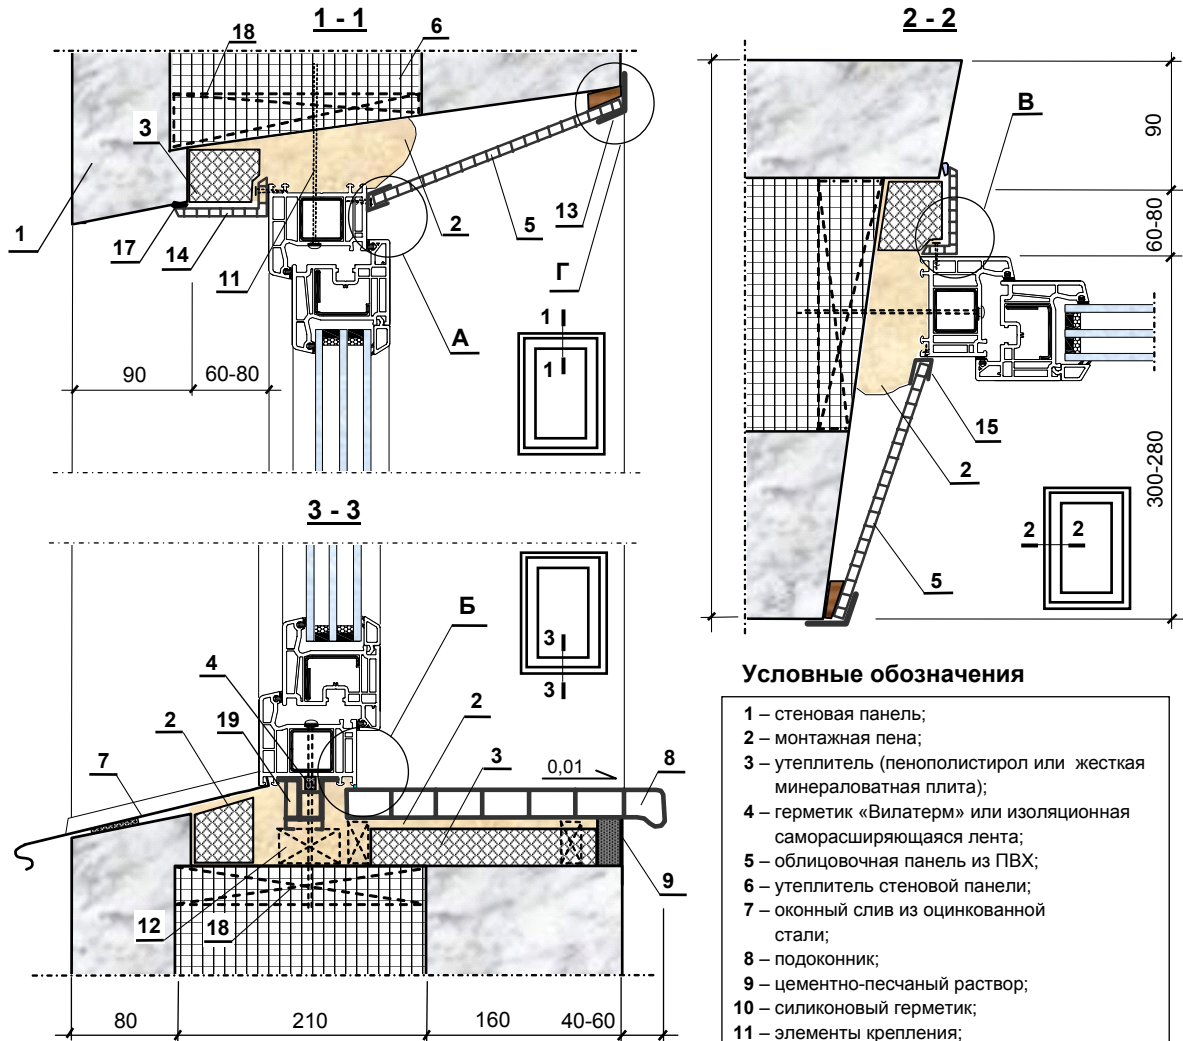 1 - 1
18
6
3
1
17
14
11
2
5
13
Г
А
1
1
90
60-80
2 - 2
В
90
60-80
15
2
300-280
2
2
5
3 - 3
Б
4
3
3
2
19
2
3
7
0,01
8
9
12
18
80
210
160
40-60
Условные обозначения
1 – стеновая панель;
2 – монтажная пена;
3 – утеплитель (пенополистирол или жесткая
минераловатная плита);
4 – герметик «Вилатерм» или изоляционная
саморасширяющаяся лента;
5 – облицовочная панель из ПВХ;
6 – утеплитель стеновой панели;
7 – оконный слив из оцинкованной
стали;
8 – подоконник;
9 – цементно-песчаный раствор;
10 – силиконовый герметик;
11 – элементы крепления;